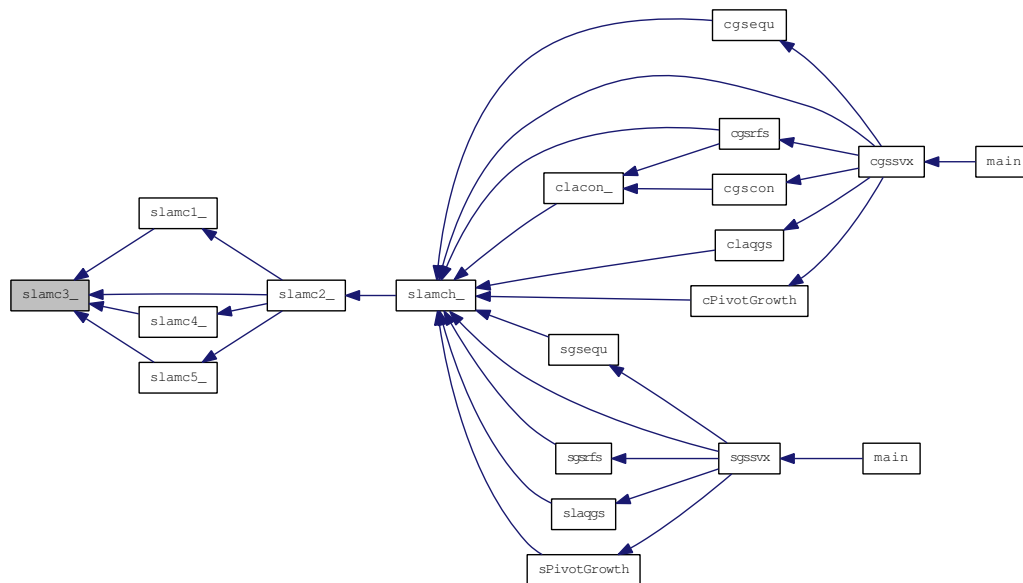 cgsequ
cgsrfs
cgssvx
main
clacon_
cgscon
slamc1_
claqgs
slamc3_
slamc2_
slamch_
cPivotGrowth
slamc4_
sgsequ
slamc5_
sgsrfs
sgssvx
main
slaqgs
sPivotGrowth